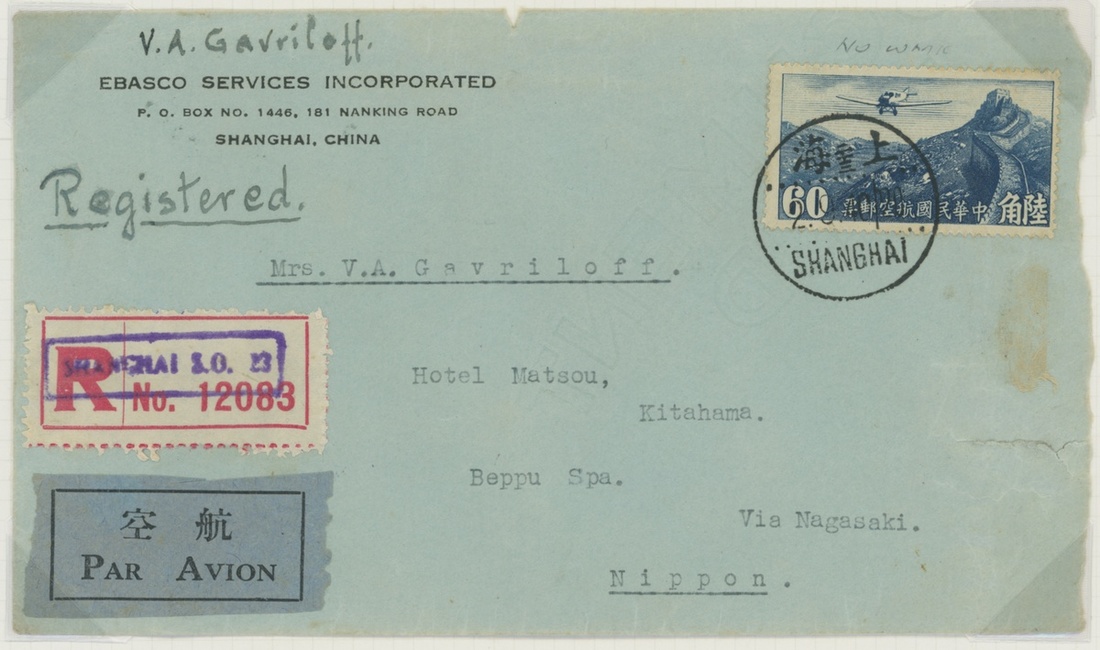 V. A. Gavriloff.
EBASCO SERVICES INCORPORATED
P. O. BOX NO. 1446, 181 NANKING ROAD
SHANGHAI, CHINA
Registered.
NO WMK
60 票郵空航國民華中 角陸
海 上
SHANGHAI
Mrs. V.A. Gavriloff.
SHANGHAI S.O. 23
R No. 12083
Hotel Matsou,
Kitahama.
Beppu Spa.
Via Nagasaki.
Nippon.
空 航
PAR AVION